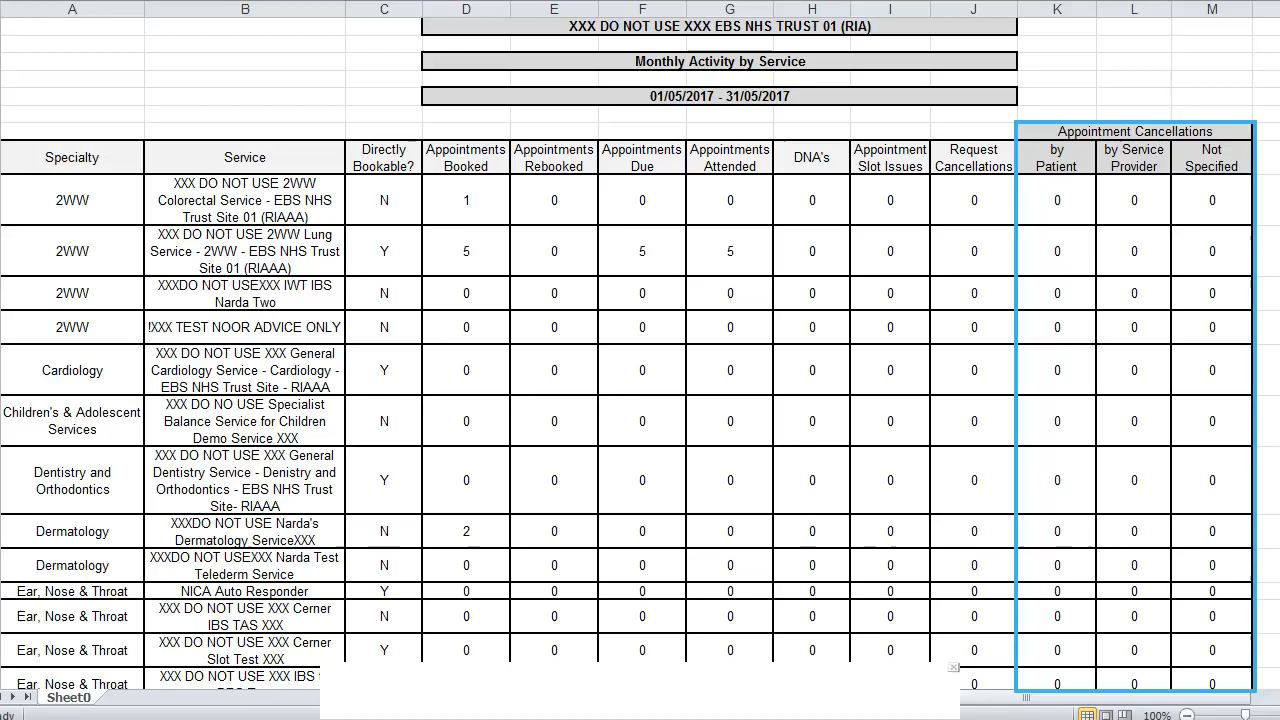 A B C D E F G H I J K L M
XXX DO NOT USE XXX EBS NHS TRUST 01 (RIA)
Monthly Activity by Service
01/05/2017 - 31/05/2017
Appointment Cancellations
Specialty
Service
Directly
Bookable?
Appointments
Booked
Appointments
Rebooked
Appointments
Due
Appointments
Attended
DNA's
Appointment
Slot Issues
Request
Cancellations
by
Patient
by Service
Provider
Not
Specified
2WW
XXX DO NOT USE 2WW
Colorectal Service - EBS NHS
Trust Site 01 (RIAAA)
N 1 0 0 0 0 0 0 0 0 0
2WW
XXX DO NOT USE 2WW Lung
Service - 2WW - EBS NHS Trust
Site 01 (RIAAA)
Y 5 0 5 5 0 0 0 0 0 0
2WW
XXXDO NOT USEXXX IWT IBS
Narda Two
N 0 0 0 0 0 0 0 0 0 0
2WW
!XXX TEST NOOR ADVICE ONLY
N 0 0 0 0 0 0 0 0 0 0
Cardiology
XXX DO NOT USE XXX General
Cardiology Service - Cardiology -
EBS NHS Trust Site - RIAAA
Y 0 0 0 0 0 0 0 0 0 0
Children's & Adolescent
Services
XXX DO NO USE Specialist
Balance Service for Children
Demo Service XXX
N 0 0 0 0 0 0 0 0 0 0
Dentistry and
Orthodontics
XXX DO NOT USE XXX General
Dentistry Service - Denistry and
Orthodontics - EBS NHS Trust
Site- RIAAA
Y 0 0 0 0 0 0 0 0 0 0
Dermatology
XXXDO NOT USE Narda's
Dermatology ServiceXXX
N 2 0 0 0 0 0 0 0 0 0
Dermatology
XXXDO NOT USEXXX Narda Test
Telederm Service
N 0 0 0 0 0 0 0 0 0 0
Ear, Nose & Throat
NICA Auto Responder
Y 0 0 0 0 0 0 0 0 0 0
Ear, Nose & Throat
XXX DO NOT USE XXX Cerner
IBS TAS XXX
N 0 0 0 0 0 0 0 0 0 0
Ear, Nose & Throat
XXX DO NOT USE XXX Cerner
Slot Test XXX
Y 0 0 0 0 0 0 0 0 0 0
Ear, Nose & Throat
XXX DO NOT USE XXX IBS
0 0 0 0
Sheet0
100%